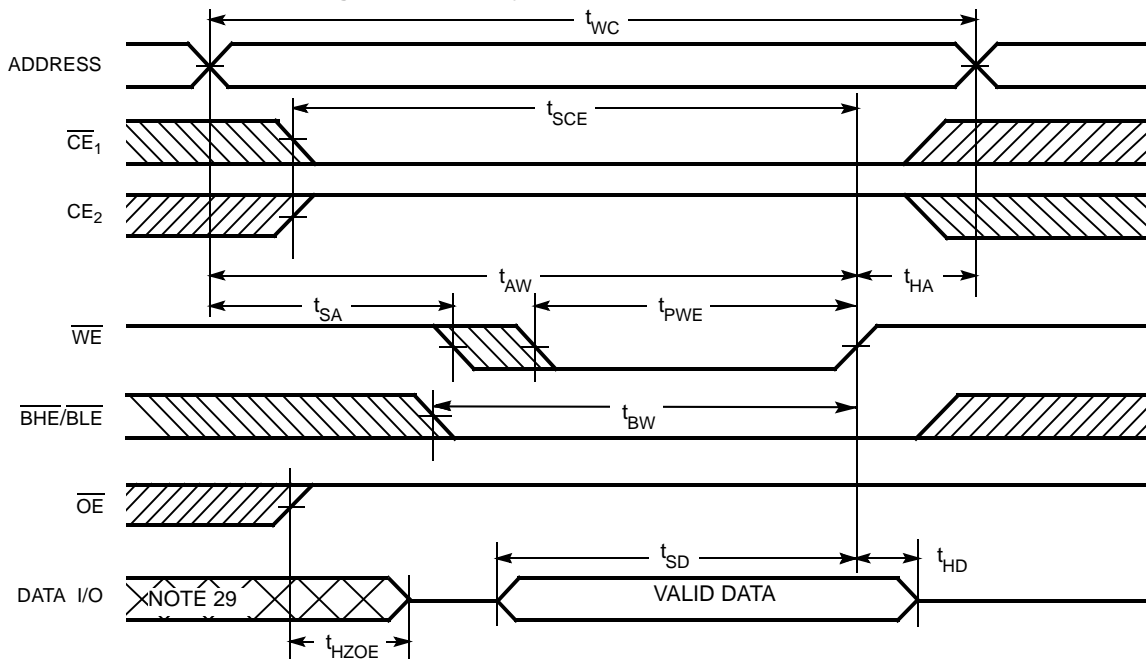 tWC
ADDRESS
tSCE
CE1
CE2
tAW
tHA
tSA
tPWE
WE
BHE/BLE
tBW
OE
tSD
tHD
DATA I/O
NOTE 29
VALID DATA
tHZOE